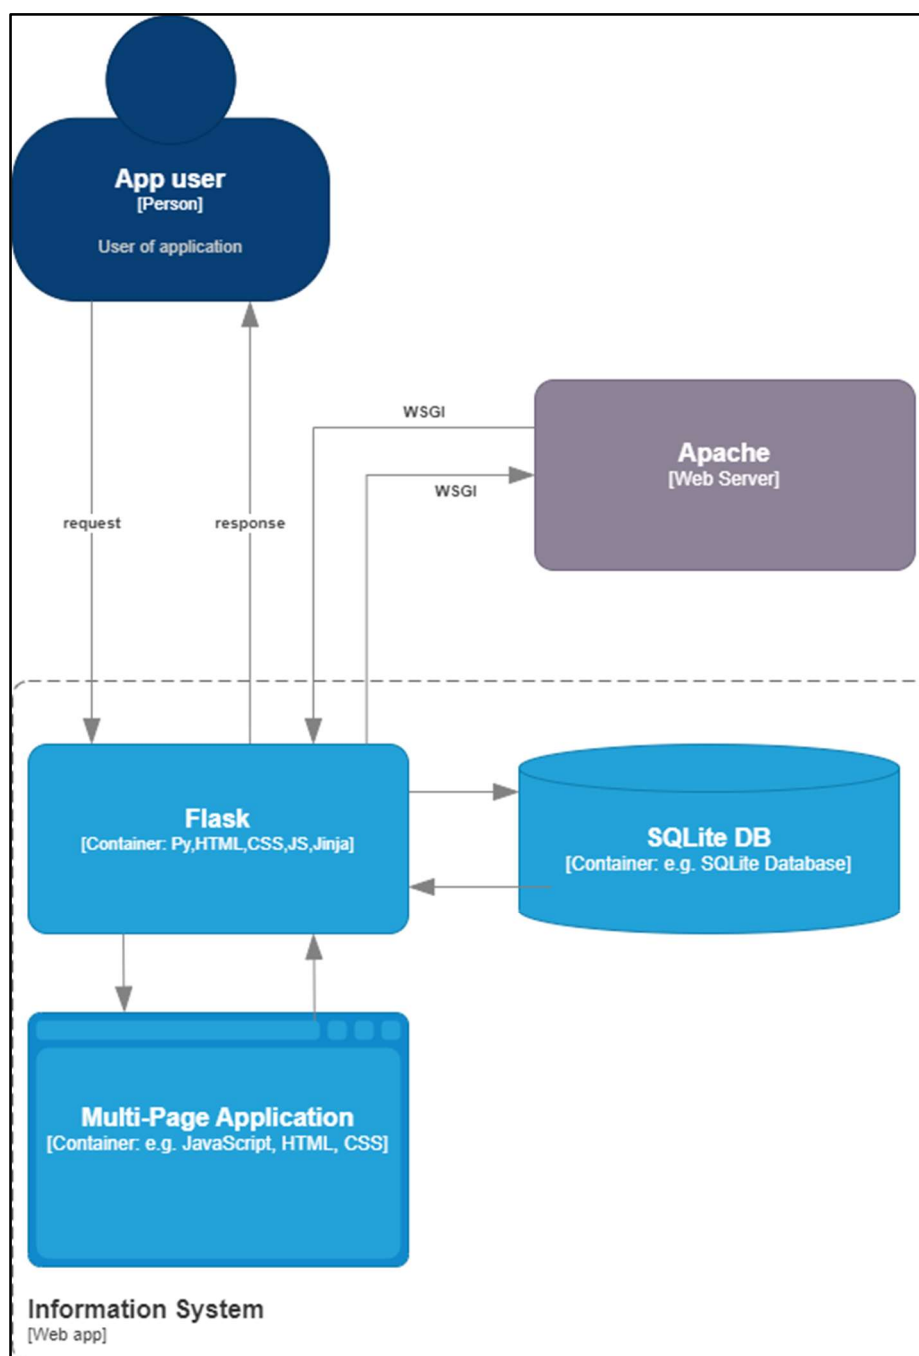 App user
[Person]
User of application
WSGI
Apache
[Web Server]
WSGI
request
response
Flask
[Container: Py,HTML,CSS,JS,Jinja]
SQLite DB
[Container: e.g. SQLite Database]
Multi-Page Application
[Container: e.g. JavaScript, HTML, CSS]
Information System
[Web app]